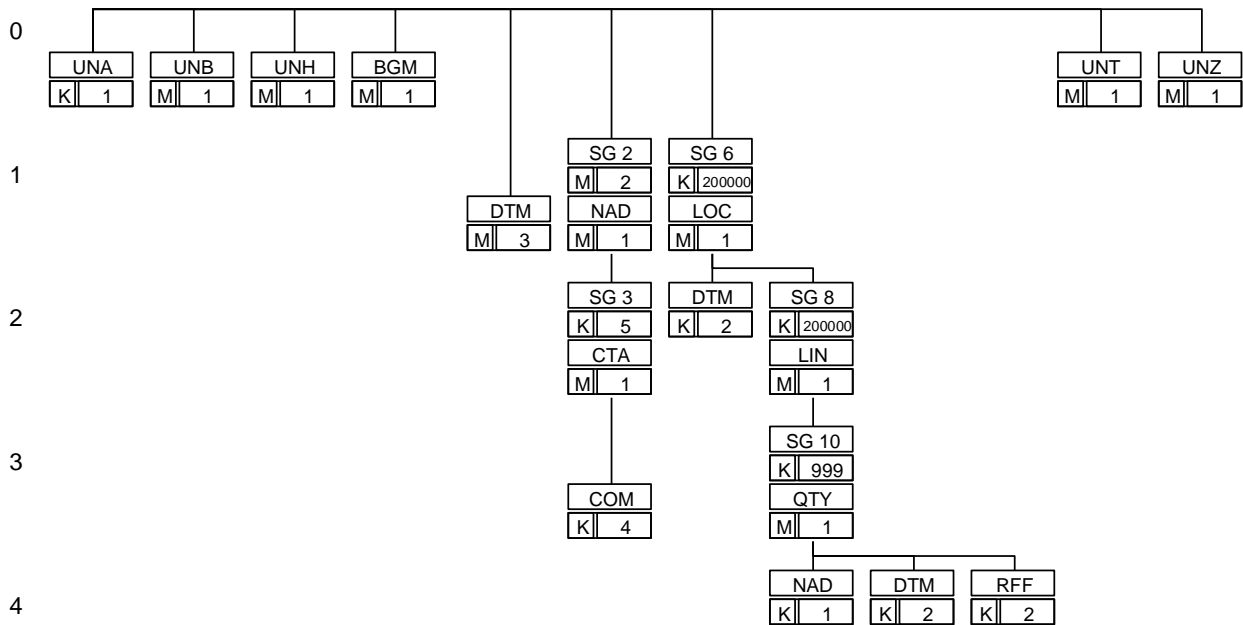 0
UNA UNB UNH BGM UNT UNZ
K 1 M 1 M 1 M 1 M 1 M 1
SG 2 SG 6
1
M 2 K 200000
DTM NAD LOC
M 3 M 1 M 1
SG 3 DTM SG 8
2
K 5 K 2 K 200000
CTA LIN
M 1 M 1
SG 10
3
K 999
COM QTY
K 4 M 1
NAD DTM RFF
4
K 1 K 2 K 2